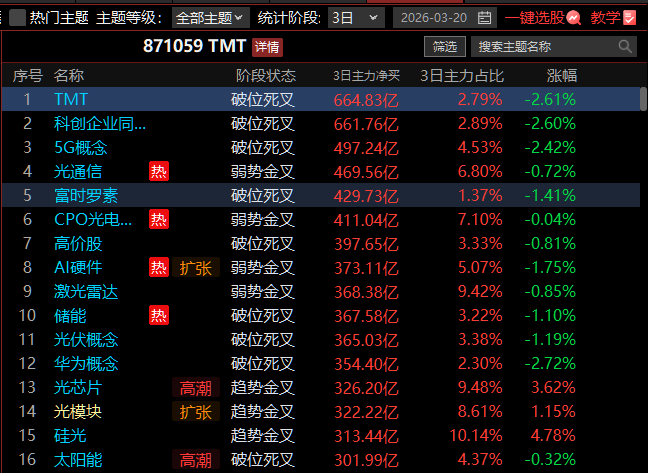 热门主题 主题等级: 全部主题 统计阶段: 3日 2026-03-20 一键选股 教学
871059 TMT 详情 筛选 搜索主题名称
序号 名称 阶段状态 3日主力净买 3日主力占比 涨幅
1 TMT 破位死叉 664.83亿 2.79% -2.61%
2 科创企业同... 破位死叉 661.76亿 2.89% -2.60%
3 5G概念 破位死叉 497.24亿 4.53% -2.42%
4 光通信 热 弱势金叉 469.56亿 6.80% -0.72%
5 富时罗素 破位死叉 429.73亿 1.37% -1.41%
6 CPO光电... 热 弱势金叉 411.04亿 7.10% -0.04%
7 高价股 破位死叉 397.65亿 3.33% -0.81%
8 AI硬件 热 扩张 弱势金叉 373.11亿 5.07% -1.75%
9 激光雷达 弱势金叉 368.38亿 9.42% -0.85%
10 储能 热 破位死叉 367.58亿 3.22% -1.10%
11 光伏概念 破位死叉 365.03亿 3.38% -1.19%
12 华为概念 破位死叉 354.40亿 2.30% -2.72%
13 光芯片 高潮 趋势金叉 326.20亿 9.48% 3.62%
14 光模块 扩张 趋势金叉 322.22亿 8.61% 1.15%
15 硅光 趋势金叉 313.44亿 10.14% 4.78%
16 太阳能 高潮 破位死叉 301.99亿 4.37% -0.32%